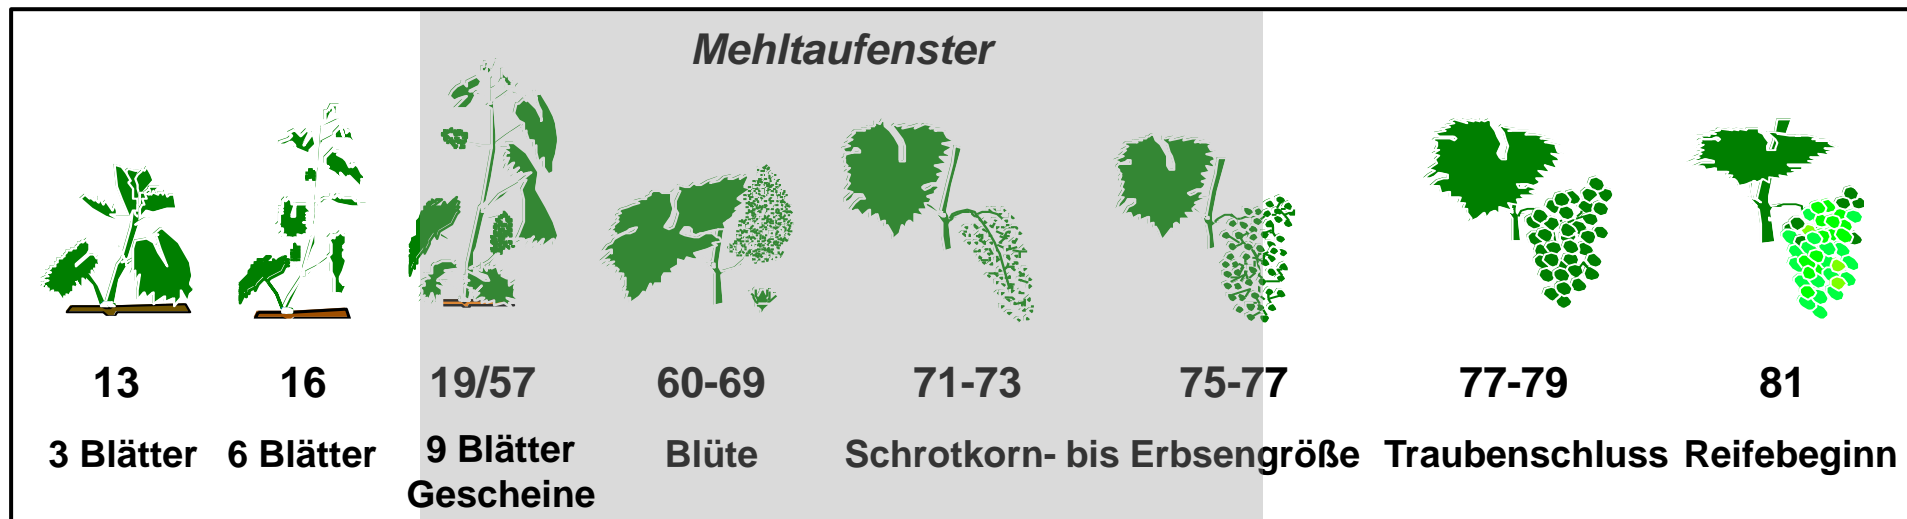 Mehltaufenster
13 16 19/57 60-69 71-73 75-77 77-79 81
3 Blätter 6 Blätter 9 Blätter Blüte Schrotkorn- bis Erbsengröße Traubenschluss Reifebeginn
Gescheine